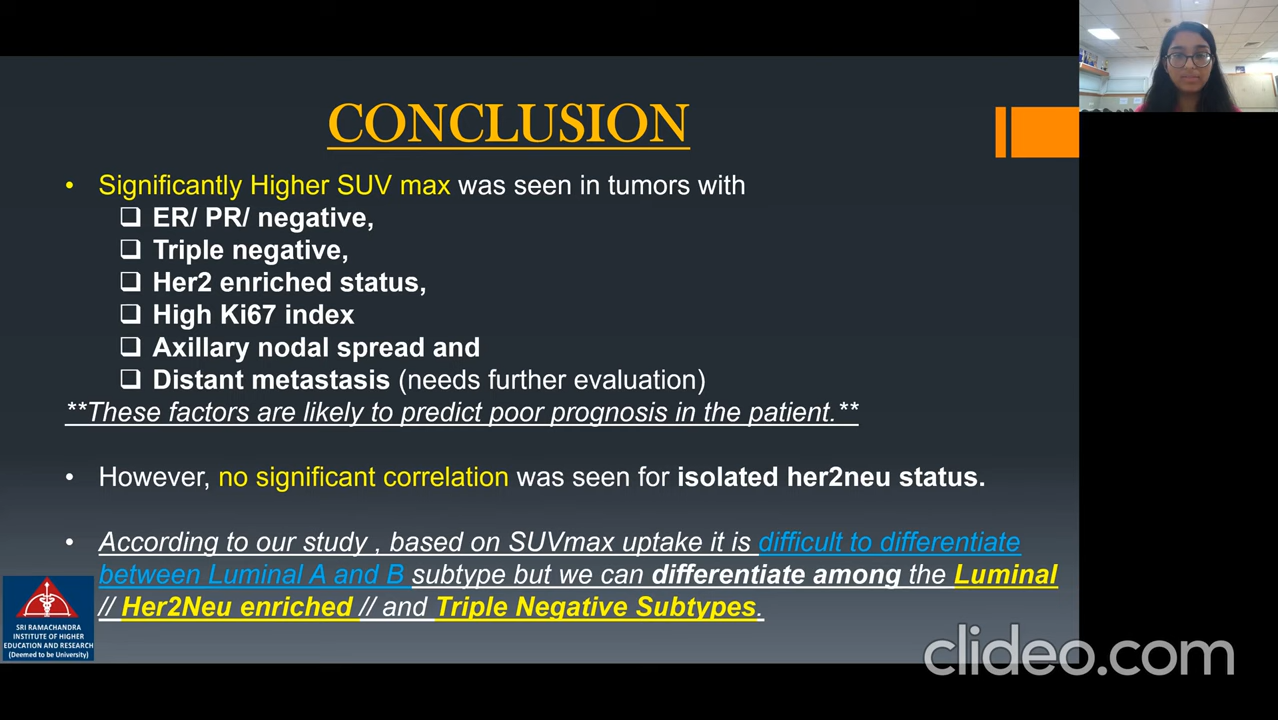 CONCLUSION
• Significantly Higher SUV max was seen in tumors with
❑ ER/ PR/ negative,
❑ Triple negative,
❑ Her2 enriched status,
❑ High Ki67 index
❑ Axillary nodal spread and
❑ Distant metastasis (needs further evaluation)
**These factors are likely to predict poor prognosis in the patient.**
• However, no significant correlation was seen for isolated her2neu status.
• According to our study , based on SUVmax uptake it is difficult to differentiate
between Luminal A and B subtype but we can differentiate among the Luminal
// Her2Neu enriched // and Triple Negative Subtypes.
SRI RAMACHANDRA
INSTITUTE OF HIGHER
EDUCATION AND RESEARCH
(Deemed to be University)
clideo.com